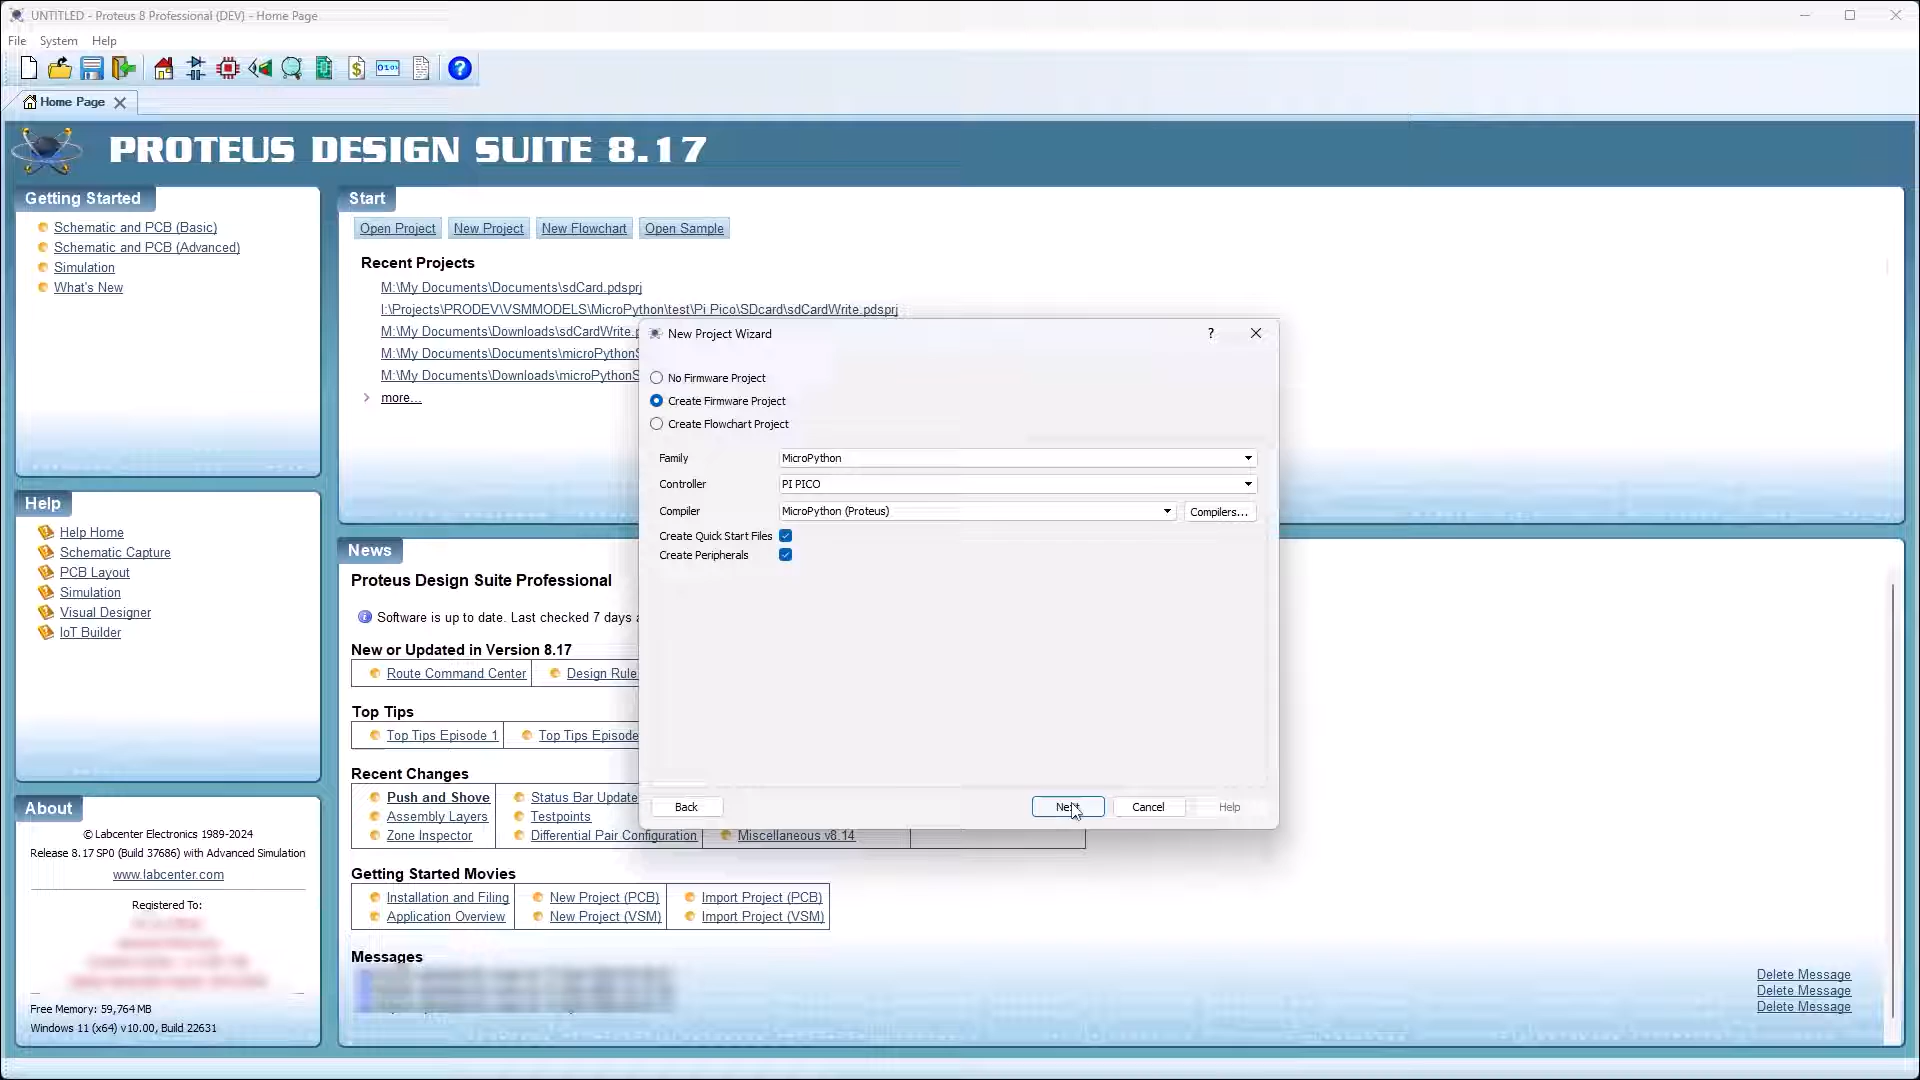 UNTITLED - Proteus 8 Professional (DEV) - Home Page
File System Help
Home Page
PROTEUS DESIGN SUITE 8.17
Getting Started
Schematic and PCB (Basic)
Schematic and PCB (Advanced)
Simulation
What's New
Start
Open Project New Project New Flowchart Open Sample
Recent Projects
M:\My Documents\Documents\sdCard.pdsprj
I:\Projects\PRODEV\VSMMODELS\MicroPython\test\Pi Pico\SDcard\sdCardWrite.pdsprj
M:\My Documents\Downloads\sdCardWrite.p
M:\My Documents\Documents\microPythonS
M:\My Documents\Downloads\microPythonS
more...
New Project Wizard
?
No Firmware Project
Create Firmware Project
Create Flowchart Project
Family MicroPython
Controller PI PICO
Compiler MicroPython (Proteus) Compilers...
Create Quick Start Files
Create Peripherals
Back Next Cancel Help
Help
Help Home
Schematic Capture
PCB Layout
Simulation
Visual Designer
IoT Builder
News
Proteus Design Suite Professional
Software is up to date. Last checked 7 days a
New or Updated in Version 8.17
Route Command Center Design Rule
Top Tips
Top Tips Episode 1 Top Tips Episode
Recent Changes
Push and Shove Status Bar Update
Assembly Layers Testpoints
Zone Inspector Differential Pair Configuration Miscellaneous v8.14
Getting Started Movies
Installation and Filing New Project (PCB) Import Project (PCB)
Application Overview New Project (VSM) Import Project (VSM)
Messages
Delete Message
Delete Message
Delete Message
About
© Labcenter Electronics 1989-2024
Release 8.17 SP0 (Build 37686) with Advanced Simulation
www.labcenter.com
Registered To:
Free Memory: 59,764 MB
Windows 11 (x64) v10.00, Build 22631